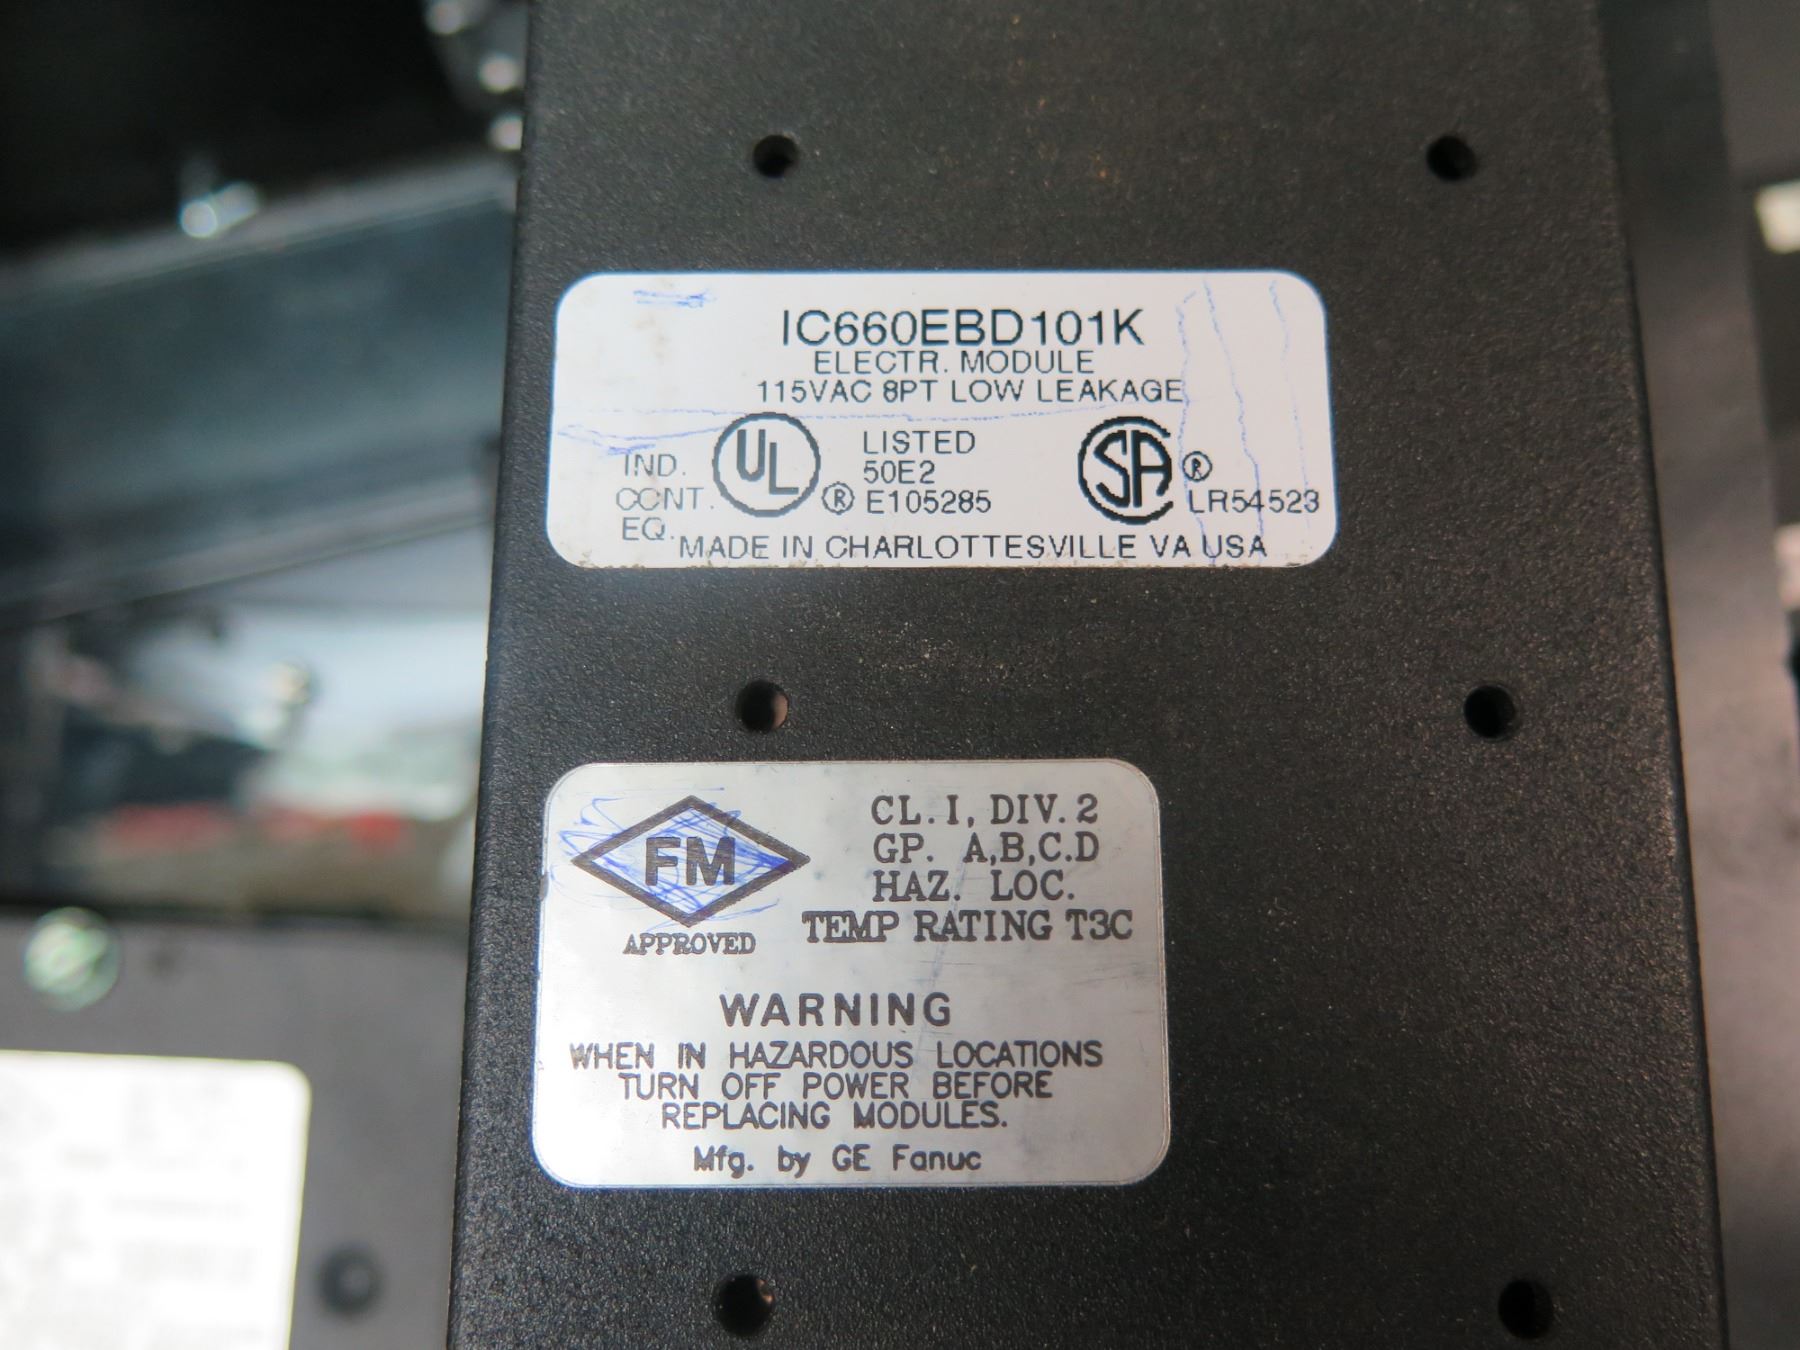 IC660EBD101K
ELECTR. MODULE
115VAC 8PT LOW LEAKAGE
IND.
CONT.
EQ.
UL
®
LISTED
50E2
E105285
SA
®
LR54523
MADE IN CHARLOTTESVILLE VA USA
FM
APPROVED
CL. I, DIV. 2
GP. A,B,C.D
HAZ. LOC.
TEMP RATING T3C
WARNING
WHEN IN HAZARDOUS LOCATIONS
TURN OFF POWER BEFORE
REPLACING MODULES.
Mfg. by GE Fanuc